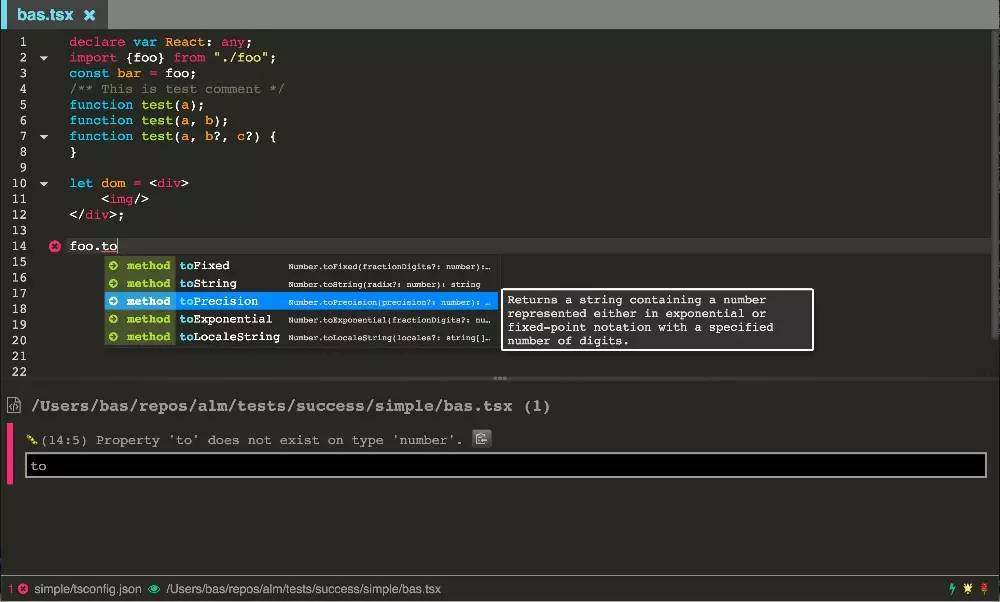 bas.tsx ×
1 declare var React: any;
2 import {foo} from "./foo";
3 const bar = foo;
4 /** This is test comment */
5 function test(a);
6 function test(a, b);
7 function test(a, b?, c?) {
8 }
9
10 let dom = <div>
11 <img/>
12 </div>;
13
14 foo.to
15 method toFixed Number.toFixed(fractionDigits?: number):…
16 method toString Number.toString(radix?: number): string
17 method toPrecision Number.toPrecision(precision?: number): …
18 method toExponential Number.toExponential(fractionDigits?: nu…
19 method toLocaleString Number.toLocaleString(locales?: string[]…
20
21
22
Returns a string containing a number
represented either in exponential or
fixed-point notation with a specified
number of digits.
/Users/bas/repos/alm/tests/success/simple/bas.tsx (1)
(14:5) Property 'to' does not exist on type 'number'.
to
1 simple/tsconfig.json /Users/bas/repos/alm/tests/success/simple/bas.tsx